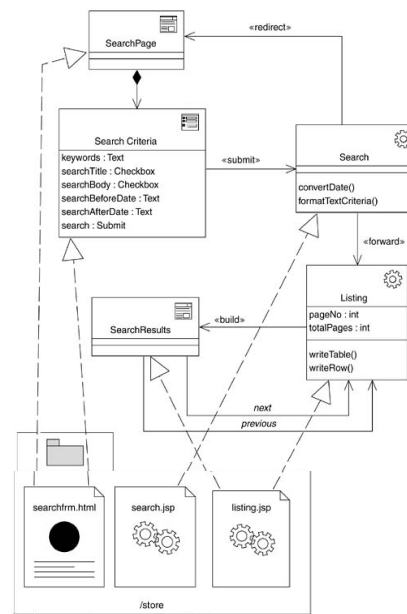 «redirect»
SearchPage
Search Criteria
keywords : Text
searchTitle : Checkbox
searchBody : Checkbox
searchBeforeDate : Text
searchAfterDate : Text
search : Submit
«submit»
Search
convertDate()
formatTextCriteria()
«forward»
Listing
pageNo : int
totalPages : int
writeTable()
writeRow()
«build»
SearchResults
next
previous
searchfrm.html
search.jsp
listing.jsp
/store